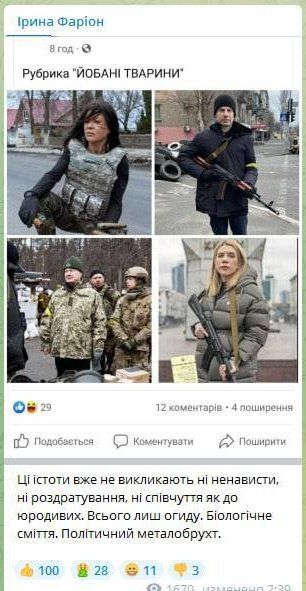 Ірина Фаріон
8 год ·
Рубрика "ЙОБАНІ ТВАРИНИ"
29
12 коментарів • 4 поширення
Подобається
Коментувати
Поширити
Ці істоти вже не викликають ні ненависти,
ні роздратування, ні співчуття як до
юродивих. Всього лиш огиду. Біологічне
сміття. Політичний металобрухт.
100
28
11
3
1670, изменено 2:39